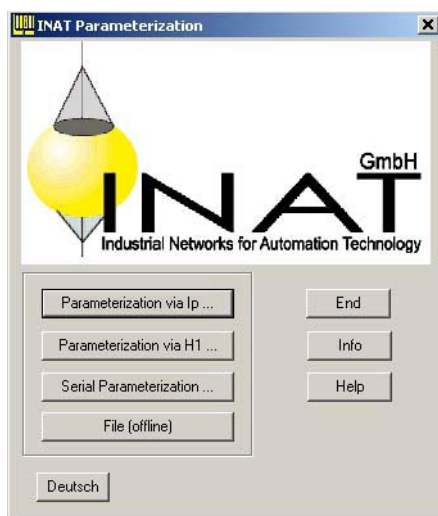 INAT Parameterization
GmbH
INAT
Industrial Networks for Automation Technology
Parameterization via Ip ...
End
Parameterization via H1 ...
Info
Serial Parameterization ...
Help
File (offline)
Deutsch